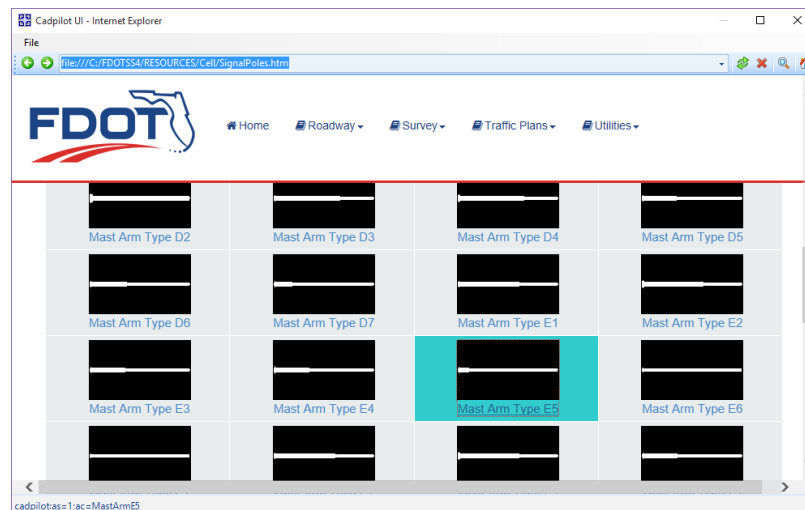 Cadpilot UI - Internet Explorer
File
file:///C:/FDOTSS4/RESOURCES/Cell/SignalPoles.htm
FDOT
Home Roadway Survey Traffic Plans Utilities
Mast Arm Type D2 Mast Arm Type D3 Mast Arm Type D4 Mast Arm Type D5
Mast Arm Type D6 Mast Arm Type D7 Mast Arm Type E1 Mast Arm Type E2
Mast Arm Type E3 Mast Arm Type E4 Mast Arm Type E5 Mast Arm Type E6
cadpilot:as=1;ac=MastArmE5